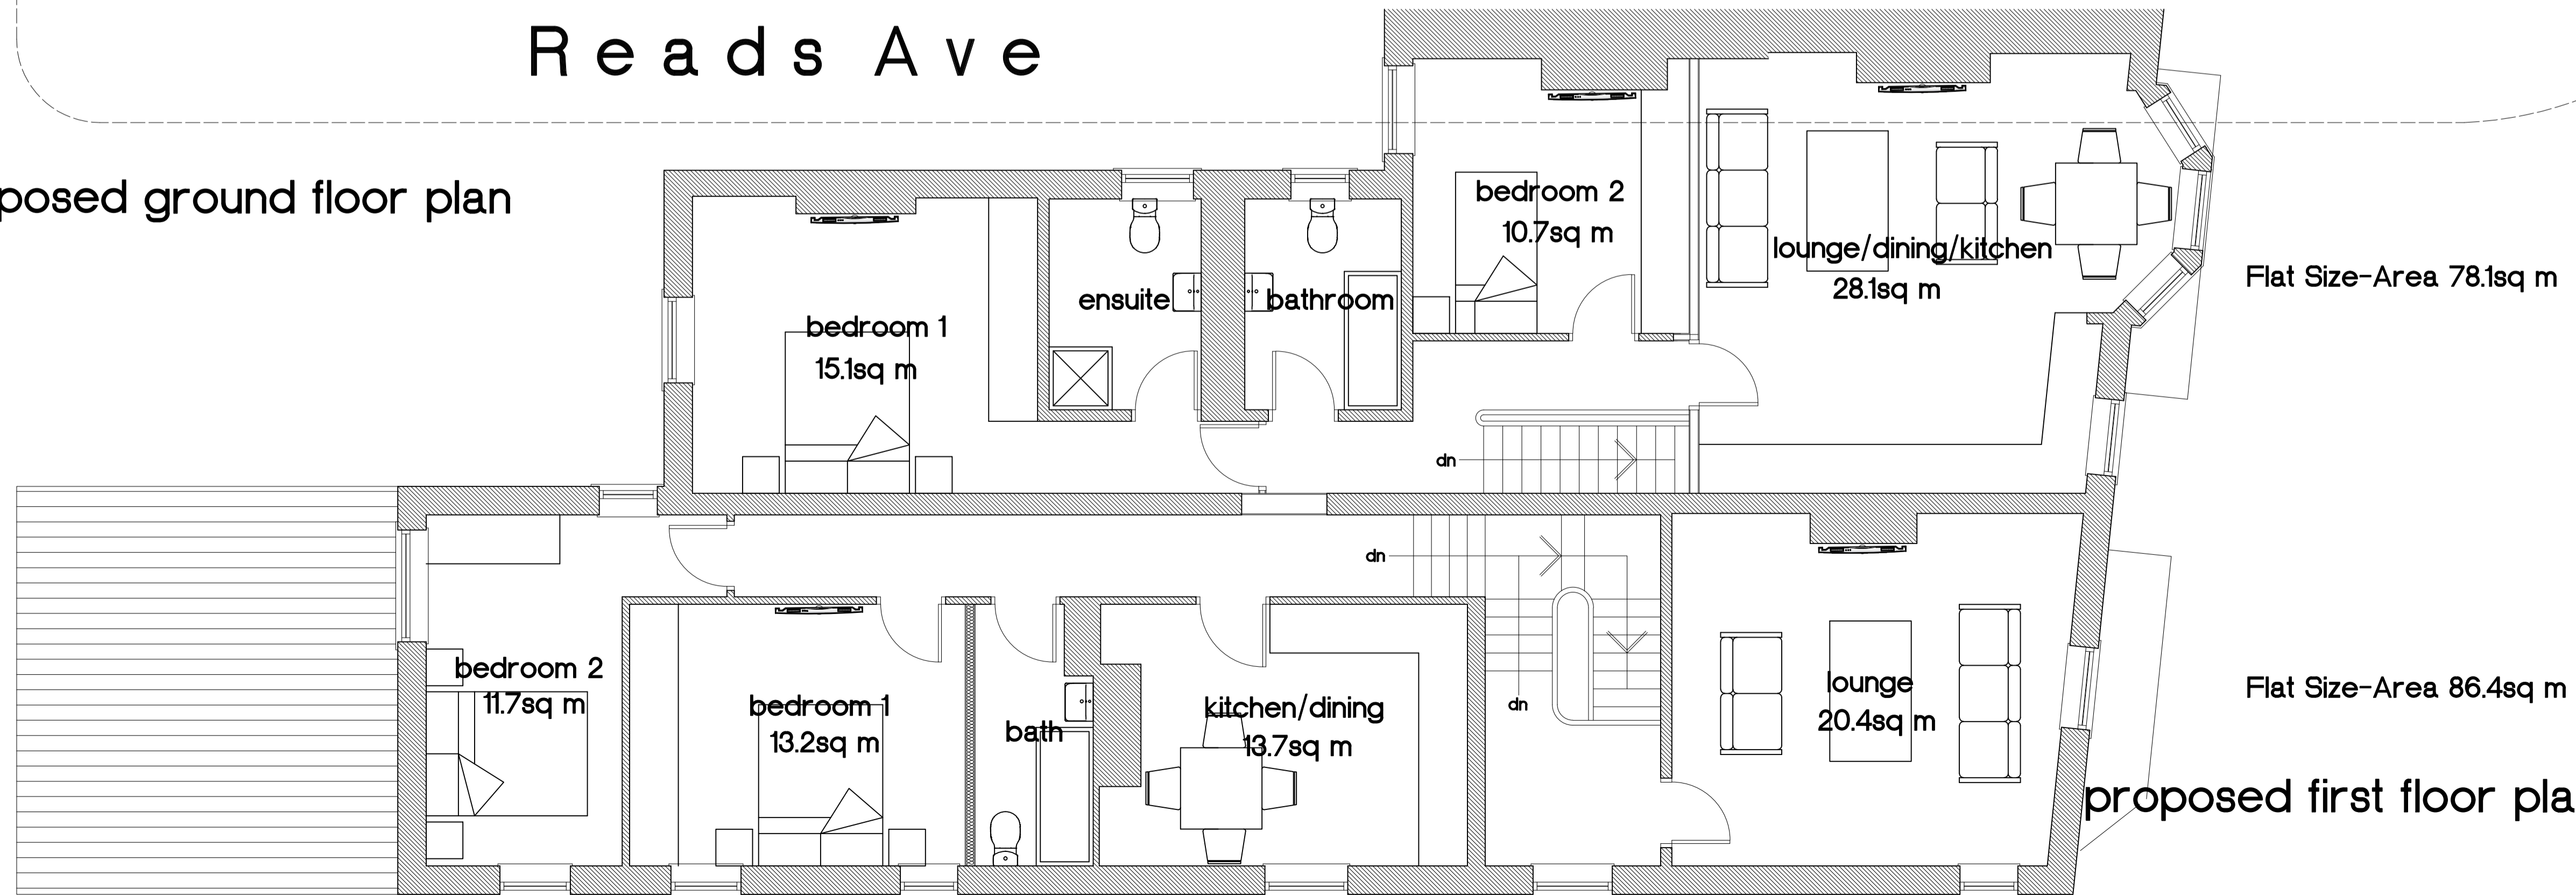 Reads Ave
posed ground floor plan
bedroom 2
10.7sq m
lounge/dining/kitchen
28.1sq m
Flat Size-Area 78.1sq m
ensuite
bathroom
bedroom 1
15.1sq m
dn
dn
bedroom 2
11.7sq m
bedroom 1
13.2sq m
bath
kitchen/dining
13.7sq m
dn
lounge
20.4sq m
Flat Size-Area 86.4sq m
proposed first floor pla